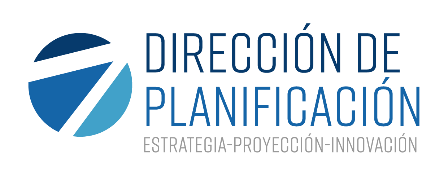 DIRECCIÓN DE
PLANIFICACIÓN
ESTRATEGIA-PROYECCIÓN-INNOVACIÓN